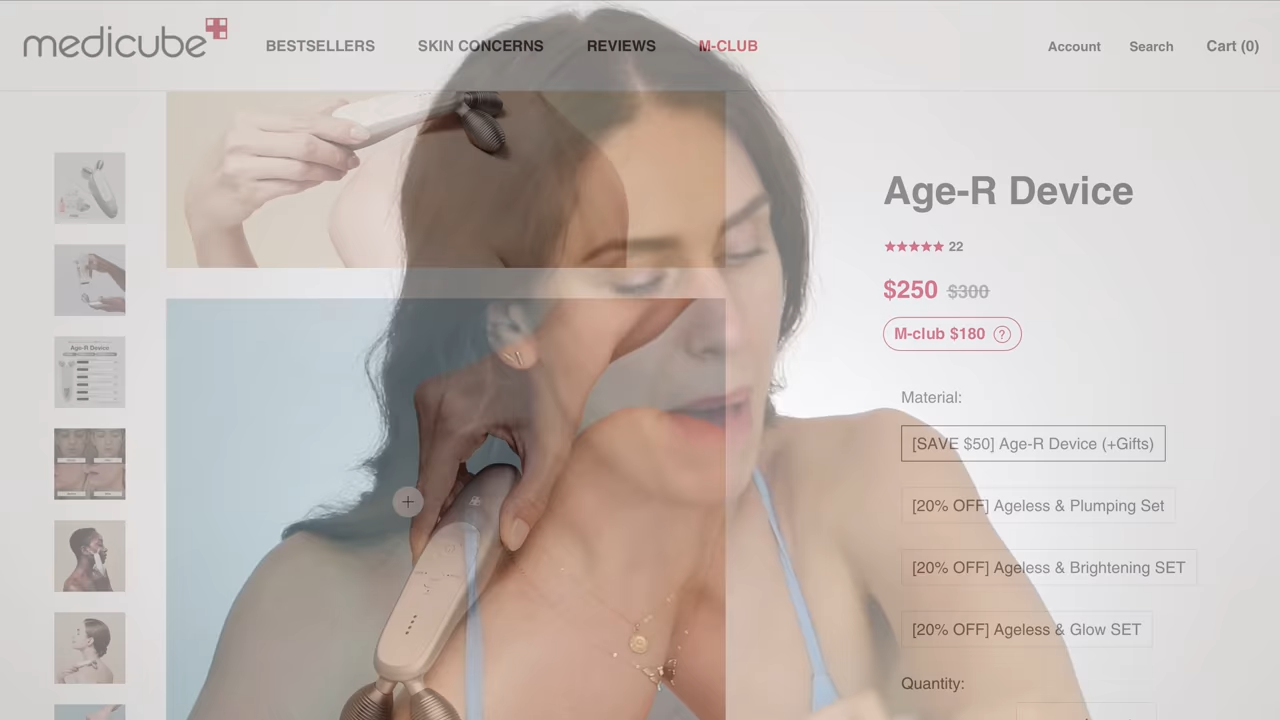 medicube
BESTSELLERS SKIN CONCERNS REVIEWS M-CLUB
Account Search Cart (0)
Age-R Device
★★★★★ 22
$250 $300
M-club $180 ?
Age-R Device
Material:
[SAVE $50] Age-R Device (+Gifts)
[20% OFF] Ageless & Plumping Set
[20% OFF] Ageless & Brightening SET
[20% OFF] Ageless & Glow SET
Quantity: